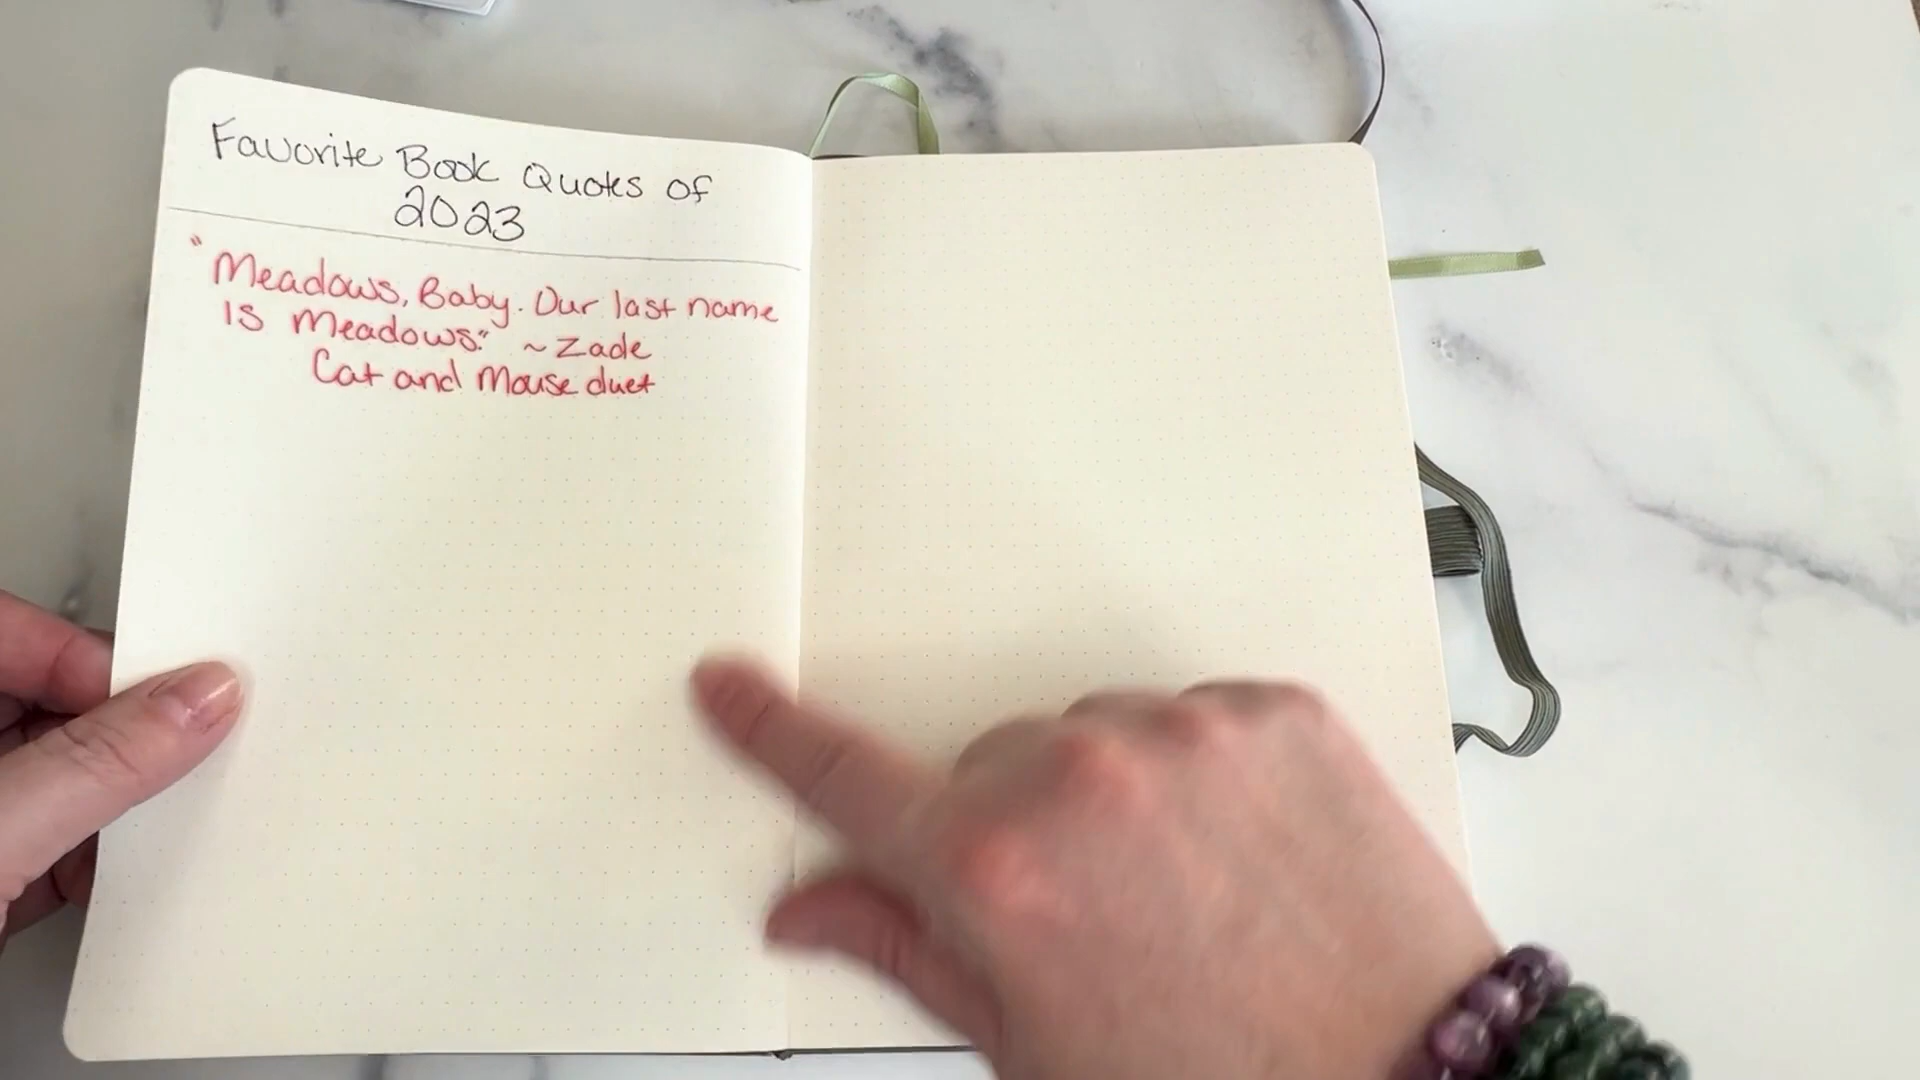 Favorite Book Quotes of
2023
"Meadows, Baby. Our last name
is Meadows." ~Zade
Cat and Mouse duet